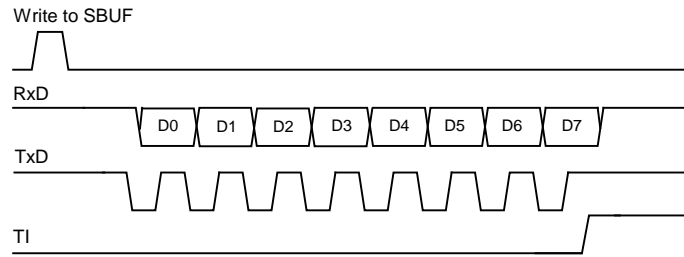 Write to SBUF
RxD
D0 D1 D2 D3 D4 D5 D6 D7
TxD
TI